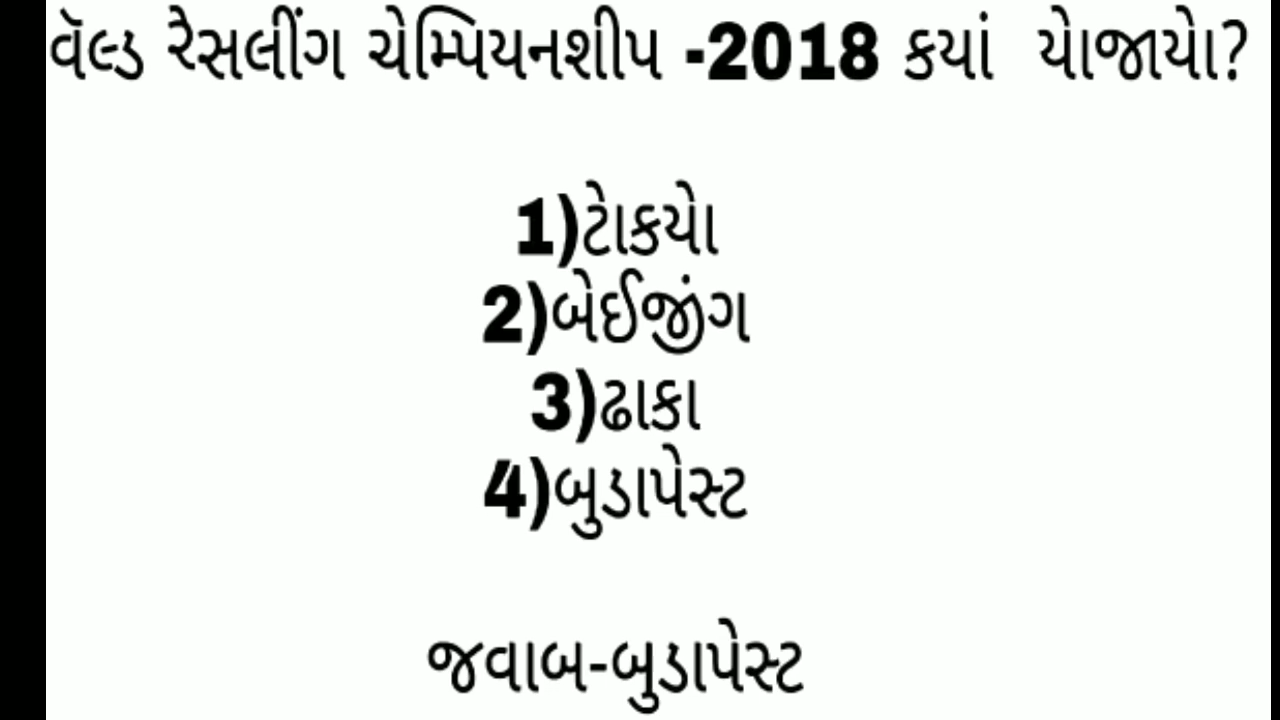 વૅલ્ડ રેસલીંગ ચેમ્પિયનશીપ -2018 કયાં યોજાયો?
1)ટોકયો
2)બેઈજીંગ
3)ઢાકા
4)બુડાપેસ્ટ
જવાબ-બુડાપેસ્ટ